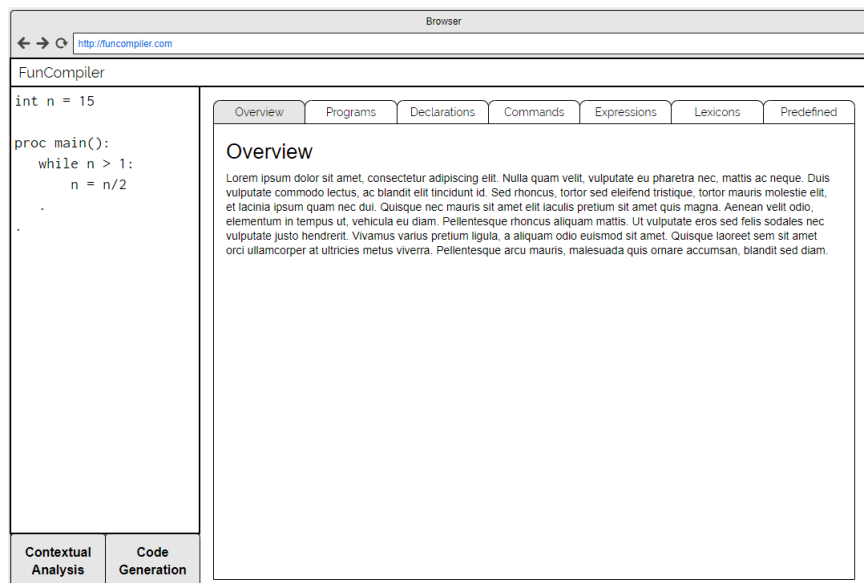 Browser
http://funcompiler.com
FunCompiler
int n = 15
proc main():
while n > 1:
n = n/2
.
.
Overview
Programs
Declarations
Commands
Expressions
Lexicons
Predefined
Overview
Lorem ipsum dolor sit amet, consectetur adipiscing elit. Nulla quam velit, vulputate eu pharetra nec, mattis ac neque. Duis
vulputate commodo lectus, ac blandit elit tincidunt id. Sed rhoncus, tortor sed eleifend tristique, tortor mauris molestie elit,
et lacinia ipsum quam nec dui. Quisque nec mauris sit amet elit iaculis pretium sit amet quis magna. Aenean velit odio,
elementum in tempus ut, vehicula eu diam. Pellentesque rhoncus aliquam mattis. Ut vulputate eros sed felis sodales nec
vulputate justo hendrerit. Vivamus varius pretium ligula, a aliquam odio euismod sit amet. Quisque laoreet sem sit amet
orci ullamcorper at ultricies metus viverra. Pellentesque arcu mauris, malesuada quis ornare accumsan, blandit sed diam.
Contextual
Analysis
Code
Generation